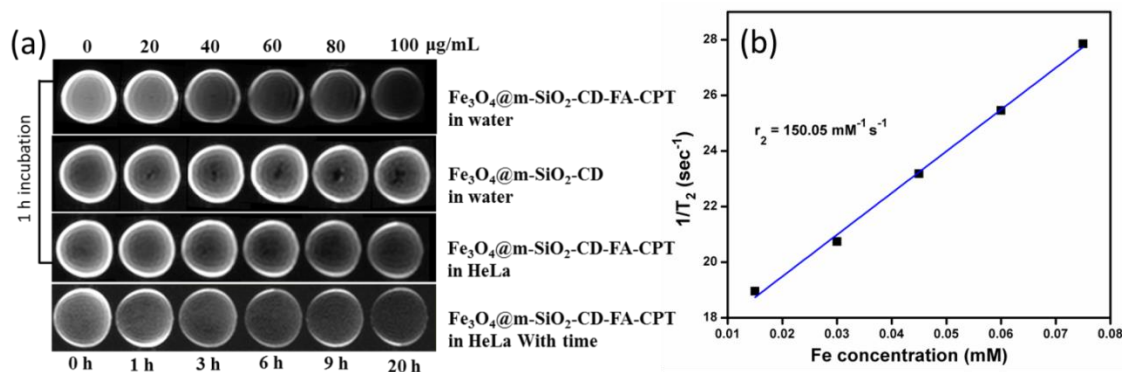 (a)
0 20 40 60 80 100 μg/mL
1 h incubation
Fe₃O₄@m-SiO₂-CD-FA-CPT
in water
Fe₃O₄@m-SiO₂-CD
in water
Fe₃O₄@m-SiO₂-CD-FA-CPT
in HeLa
Fe₃O₄@m-SiO₂-CD-FA-CPT
in HeLa With time
0 h 1 h 3 h 6 h 9 h 20 h
(b)
r₂ = 150.05 mM⁻¹ s⁻¹
1/T₂ (sec⁻¹)
28
26
24
22
20
18
0.01 0.02 0.03 0.04 0.05 0.06 0.07 0.08
Fe concentration (mM)